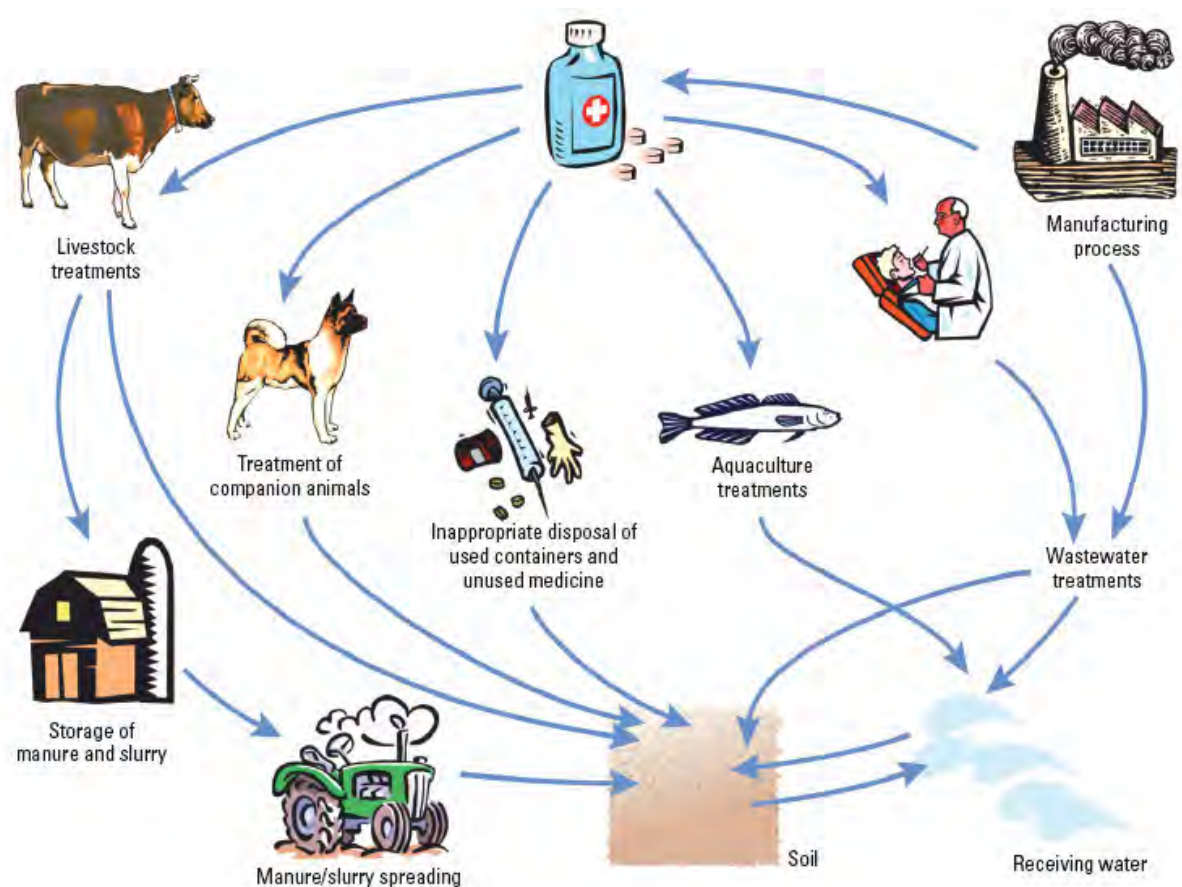 Livestock
treatments
Manufacturing
process
Treatment of
companion animals
Aquaculture
treatments
Inappropriate disposal of
used containers and
unused medicine
Wastewater
treatments
Storage of
manure and slurry
Manure/slurry spreading
Soil
Receiving water